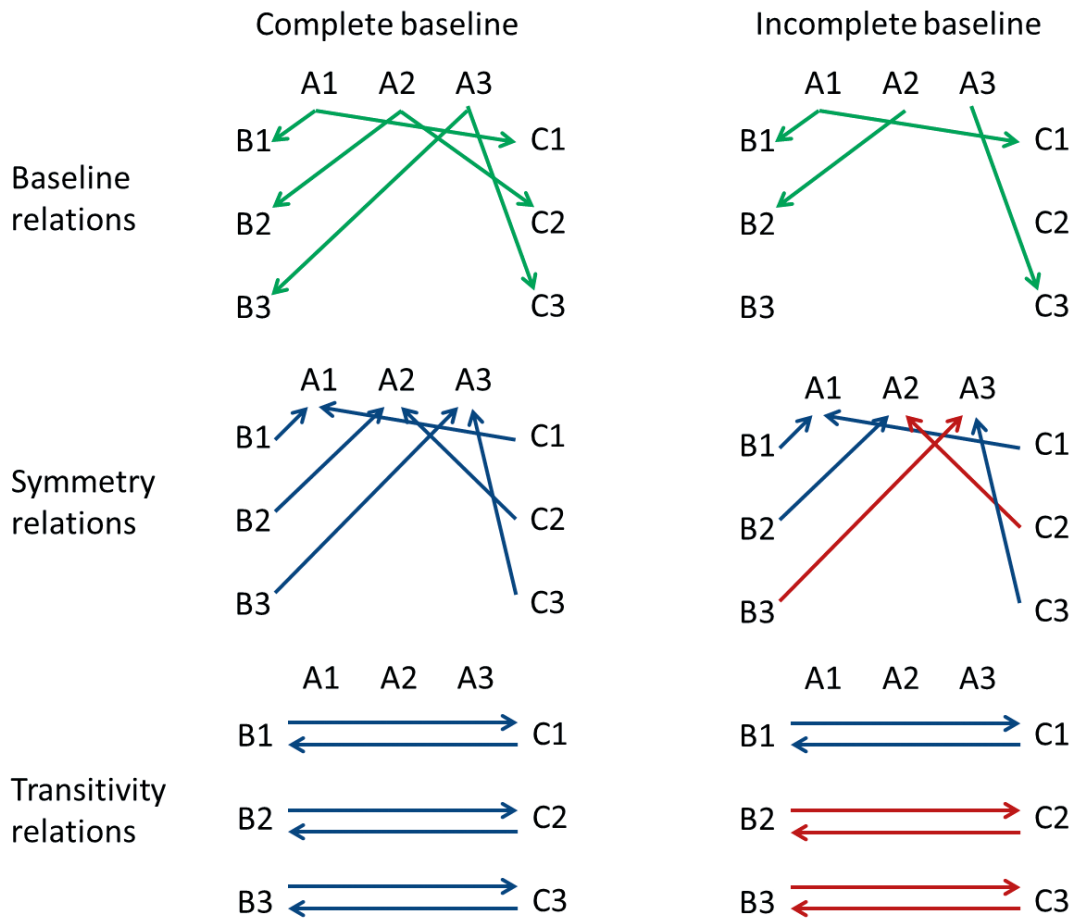 Complete baseline
Incomplete baseline
Baseline
relations
A1 A2 A3
B1 C1
B2 C2
B3 C3
A1 A2 A3
B1 C1
B2 C2
B3 C3
Symmetry
relations
A1 A2 A3
B1 C1
B2 C2
B3 C3
A1 A2 A3
B1 C1
B2 C2
B3 C3
Transitivity
relations
A1 A2 A3
B1 C1
B2 C2
B3 C3
A1 A2 A3
B1 C1
B2 C2
B3 C3